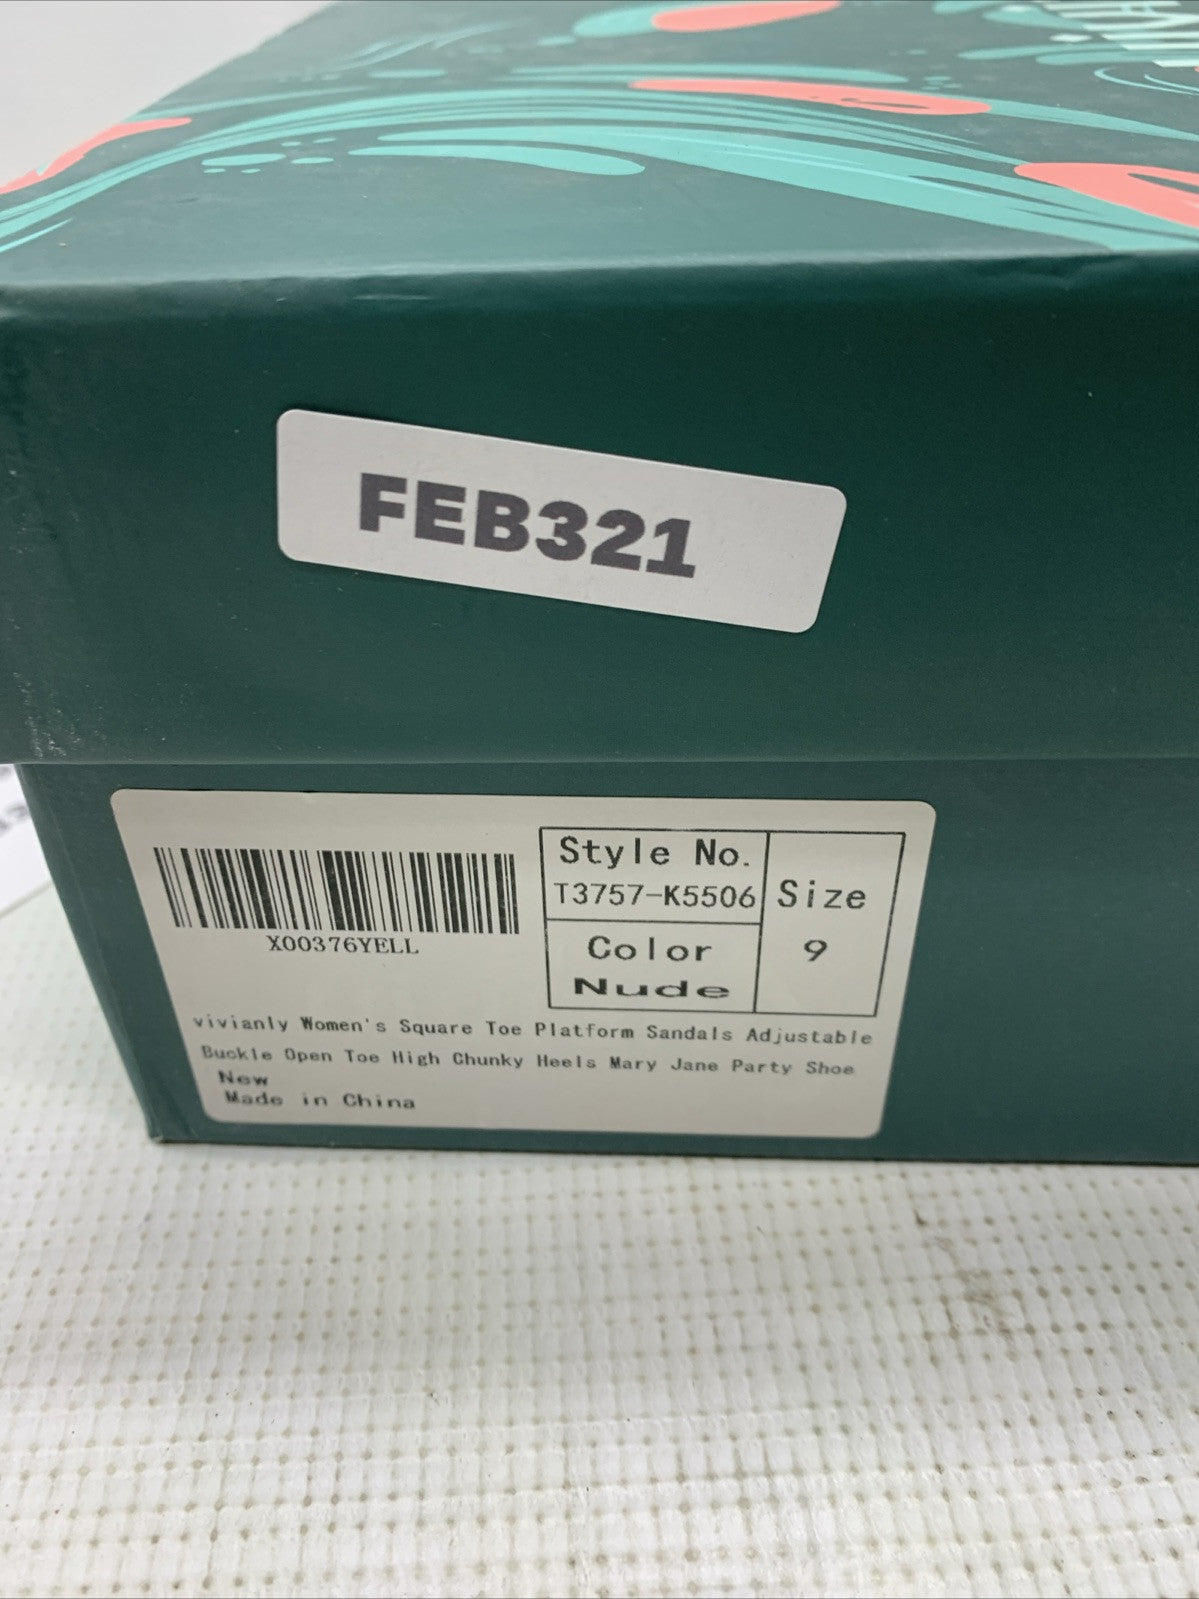 FEB321
Style No.
T3757-K5506
Size
9
Color
Nude
X00376YELL
vivianly Women's Square Toe Platform Sandals Adjustable
Buckle Open Toe High Chunky Heels Mary Jane Party Shoe
New
Made in China